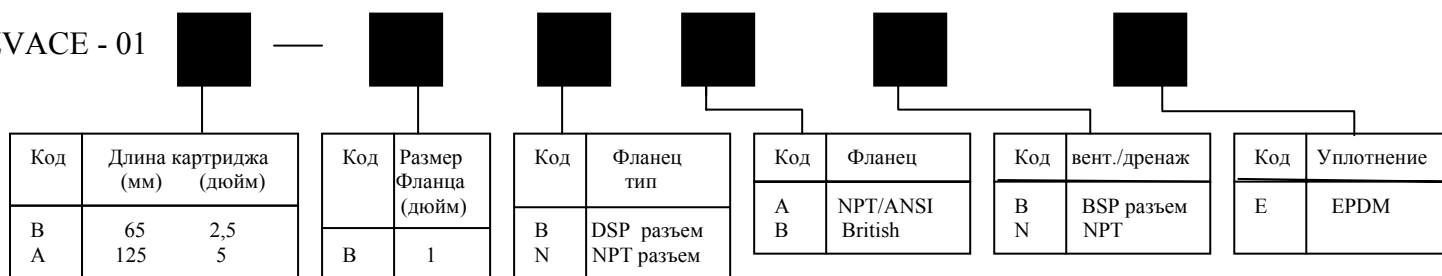 VACE - 01 —
Код Длина картриджа
(мм) (дюйм)
B 65 2,5
A 125 5
Код Размер
Фланца
(дюйм)
B 1
Код Фланец
тип
B DSP разъем
N NPT разъем
Код Фланец
A NPT/ANSI
B British
Код вент./дренаж
B BSP разъем
N NPT
Код Уплотнение
E EPDM